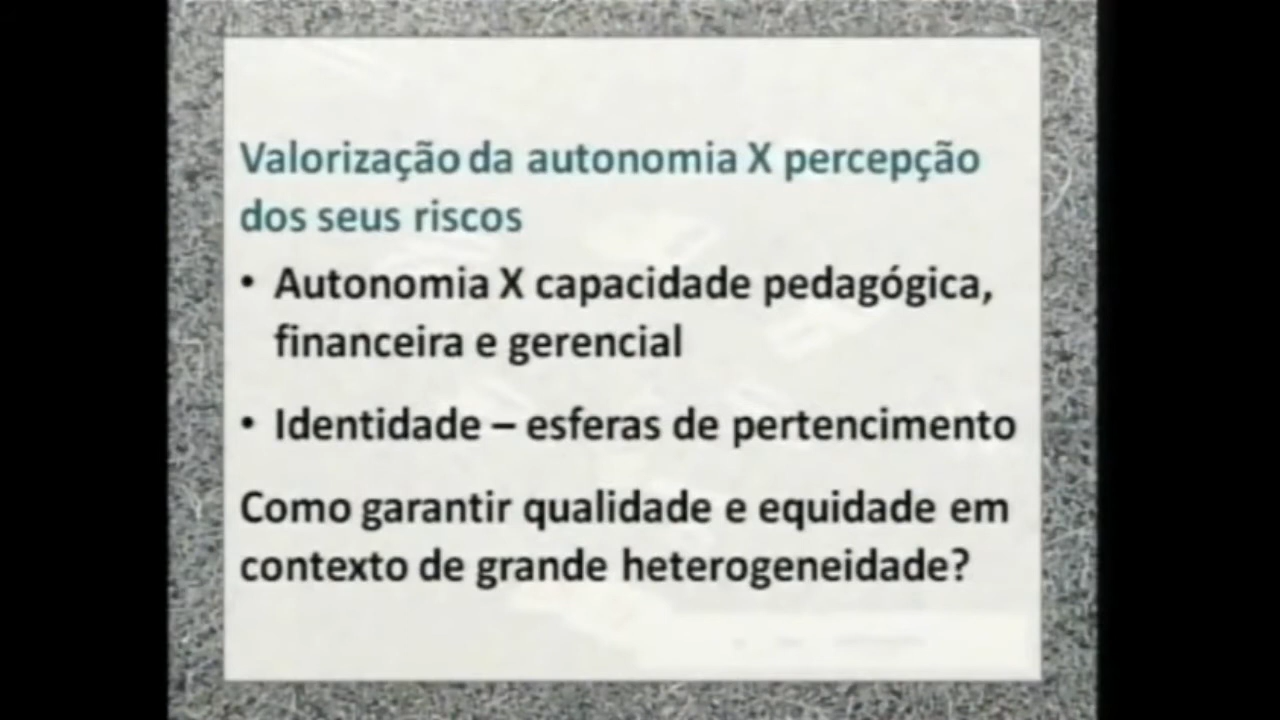 Valorização da autonomia X percepção
dos seus riscos
• Autonomia X capacidade pedagógica,
financeira e gerencial
• Identidade – esferas de pertencimento
Como garantir qualidade e equidade em
contexto de grande heterogeneidade?